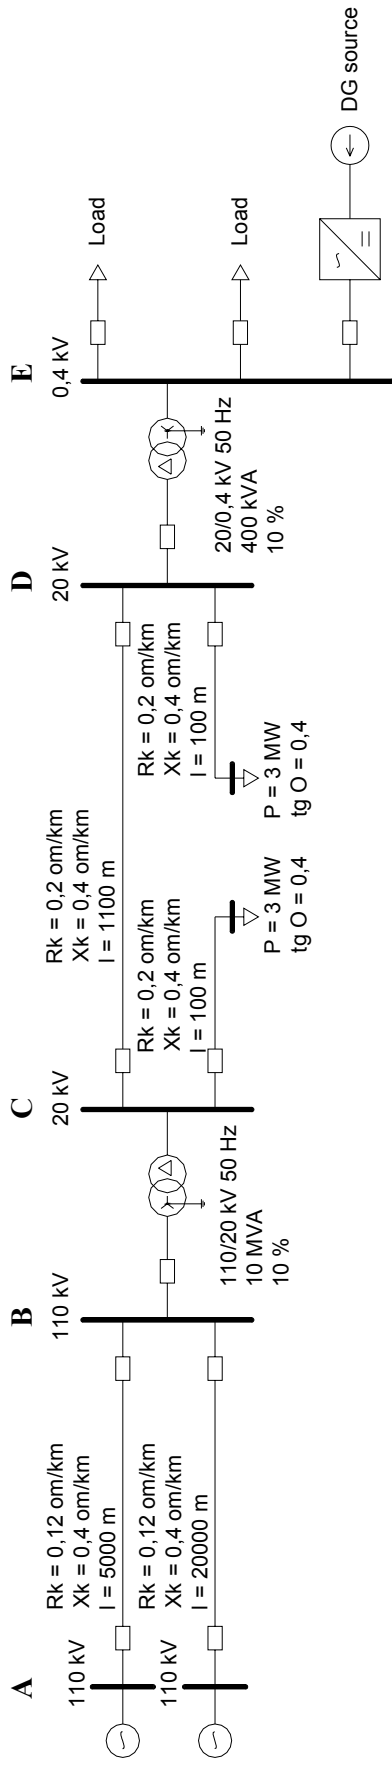 A
110 kV
110 kV
Rk = 0,12 om/km
Xk = 0,4 om/km
l = 5000 m
Rk = 0,12 om/km
Xk = 0,4 om/km
l = 20000 m
B
110 kV
110/20 kV 50 Hz
10 MVA
10 %
C
20 kV
Rk = 0,2 om/km
Xk = 0,4 om/km
l = 1100 m
Rk = 0,2 om/km
Xk = 0,4 om/km
l = 100 m
P = 3 MW
tg O = 0,4
Rk = 0,2 om/km
Xk = 0,4 om/km
l = 100 m
P = 3 MW
tg O = 0,4
D
20 kV
20/0,4 kV 50 Hz
400 kVA
10 %
E
0,4 kV
Load
Load
DG source